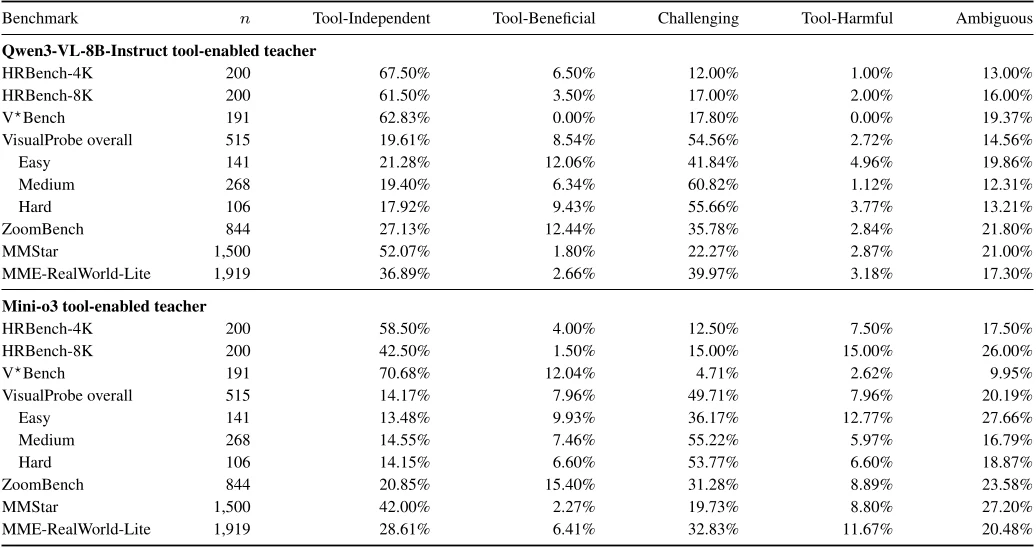 Benchmark n Tool-Independent Tool-Beneficial Challenging Tool-Harmful Ambiguous
Qwen3-VL-8B-Instruct tool-enabled teacher
HRBench-4K 200 67.50% 6.50% 12.00% 1.00% 13.00%
HRBench-8K 200 61.50% 3.50% 17.00% 2.00% 16.00%
V*Bench 191 62.83% 0.00% 17.80% 0.00% 19.37%
VisualProbe overall 515 19.61% 8.54% 54.56% 2.72% 14.56%
Easy 141 21.28% 12.06% 41.84% 4.96% 19.86%
Medium 268 19.40% 6.34% 60.82% 1.12% 12.31%
Hard 106 17.92% 9.43% 55.66% 3.77% 13.21%
ZoomBench 844 27.13% 12.44% 35.78% 2.84% 21.80%
MMStar 1,500 52.07% 1.80% 22.27% 2.87% 21.00%
MME-RealWorld-Lite 1,919 36.89% 2.66% 39.97% 3.18% 17.30%
Mini-o3 tool-enabled teacher
HRBench-4K 200 58.50% 4.00% 12.50% 7.50% 17.50%
HRBench-8K 200 42.50% 1.50% 15.00% 15.00% 26.00%
V*Bench 191 70.68% 12.04% 4.71% 2.62% 9.95%
VisualProbe overall 515 14.17% 7.96% 49.71% 7.96% 20.19%
Easy 141 13.48% 9.93% 36.17% 12.77% 27.66%
Medium 268 14.55% 7.46% 55.22% 5.97% 16.79%
Hard 106 14.15% 6.60% 53.77% 6.60% 18.87%
ZoomBench 844 20.85% 15.40% 31.28% 8.89% 23.58%
MMStar 1,500 42.00% 2.27% 19.73% 8.80% 27.20%
MME-RealWorld-Lite 1,919 28.61% 6.41% 32.83% 11.67% 20.48%